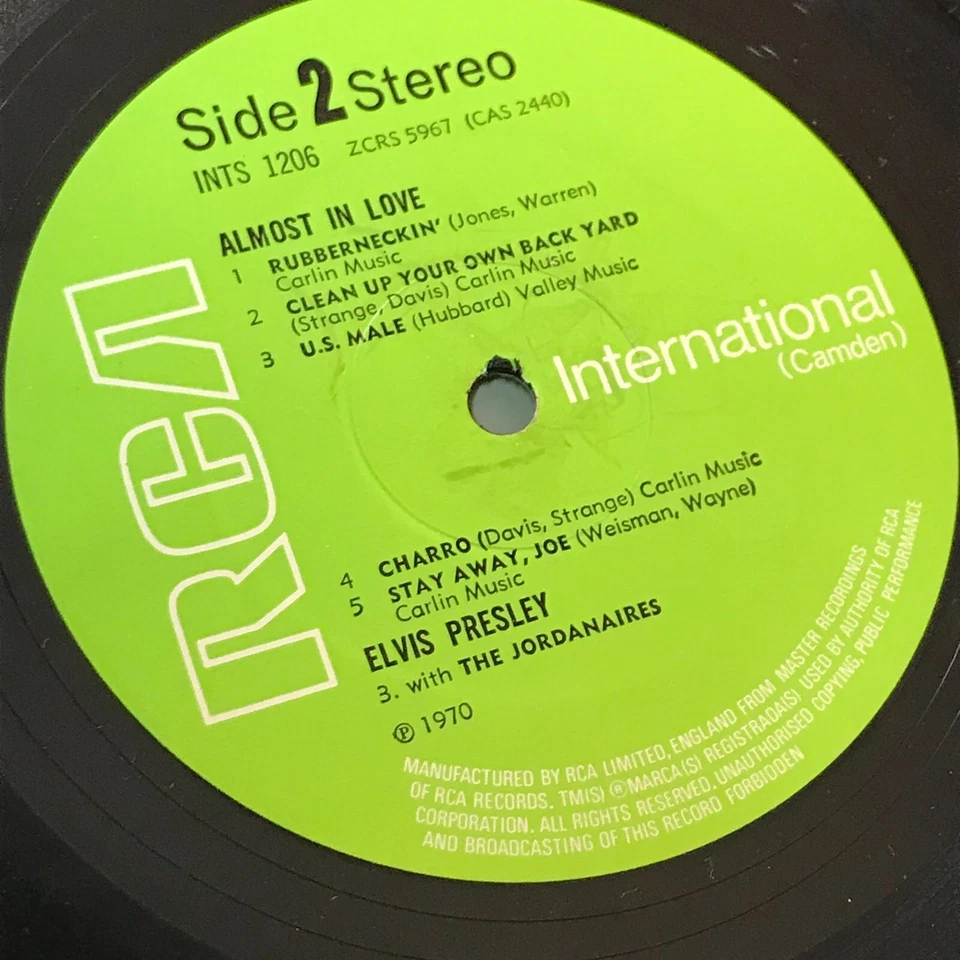 Side 2 Stereo
INTS 1206 ZCRS 5967 (CAS 2440)
ALMOST IN LOVE
1 RUBBERNECKIN' (Jones, Warren)
Carlin Music
2 CLEAN UP YOUR OWN BACK YARD
(Strange, Davis) Carlin Music
3 U.S. MALE (Hubbard) Valley Music
RCA
International
(Camden)
4 CHARRO (Davis, Strange) Carlin Music
5 STAY AWAY, JOE (Weisman, Wayne)
Carlin Music
ELVIS PRESLEY
3. with THE JORDANAIRES
℗ 1970
MANUFACTURED BY RCA LIMITED, ENGLAND FROM MASTER RECORDINGS
OF RCA RECORDS. TM(S) ®MARCA(S) REGISTRADA(S) USED BY AUTHORITY OF RCA
CORPORATION. ALL RIGHTS RESERVED. UNAUTHORISED COPYING, PUBLIC PERFORMANCE
AND BROADCASTING OF THIS RECORD FORBIDDEN